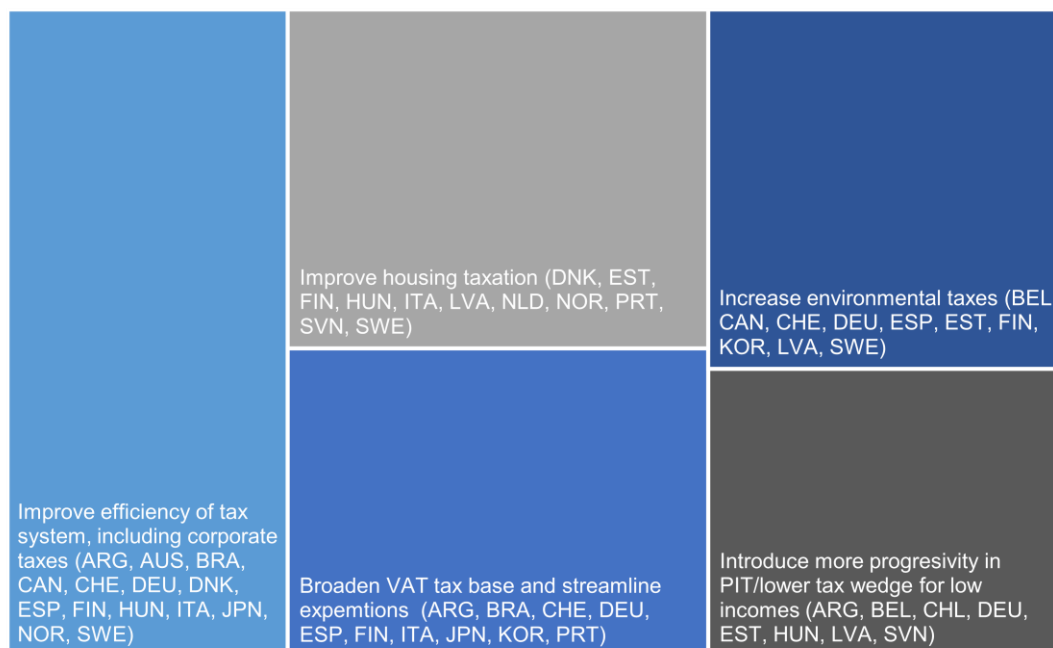 Improve efficiency of tax
system, including corporate
taxes (ARG, AUS, BRA,
CAN, CHE, DEU, DNK,
ESP, FIN, HUN, ITA, JPN,
NOR, SWE)
Improve housing taxation (DNK, EST,
FIN, HUN, ITA, LVA, NLD, NOR, PRT,
SVN, SWE)
Broaden VAT tax base and streamline
expemtions (ARG, BRA, CHE, DEU,
ESP, FIN, ITA, JPN, KOR, PRT)
Increase environmental taxes (BEL,
CAN, CHE, DEU, ESP, EST, FIN,
KOR, LVA, SWE)
Introduce more progresivity in
PIT/lower tax wedge for low
incomes (ARG, BEL, CHL, DEU,
EST, HUN, LVA, SVN)